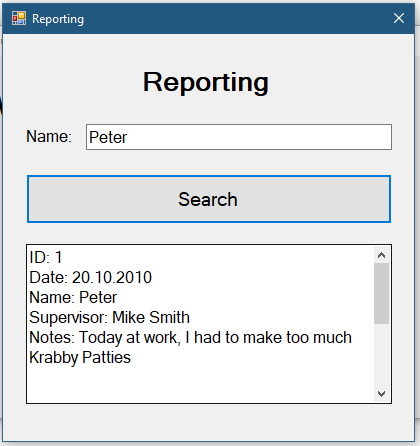 Reporting
Reporting
Name: Peter
Search
ID: 1
Date: 20.10.2010
Name: Peter
Supervisor: Mike Smith
Notes: Today at work, I had to make too much
Krabby Patties